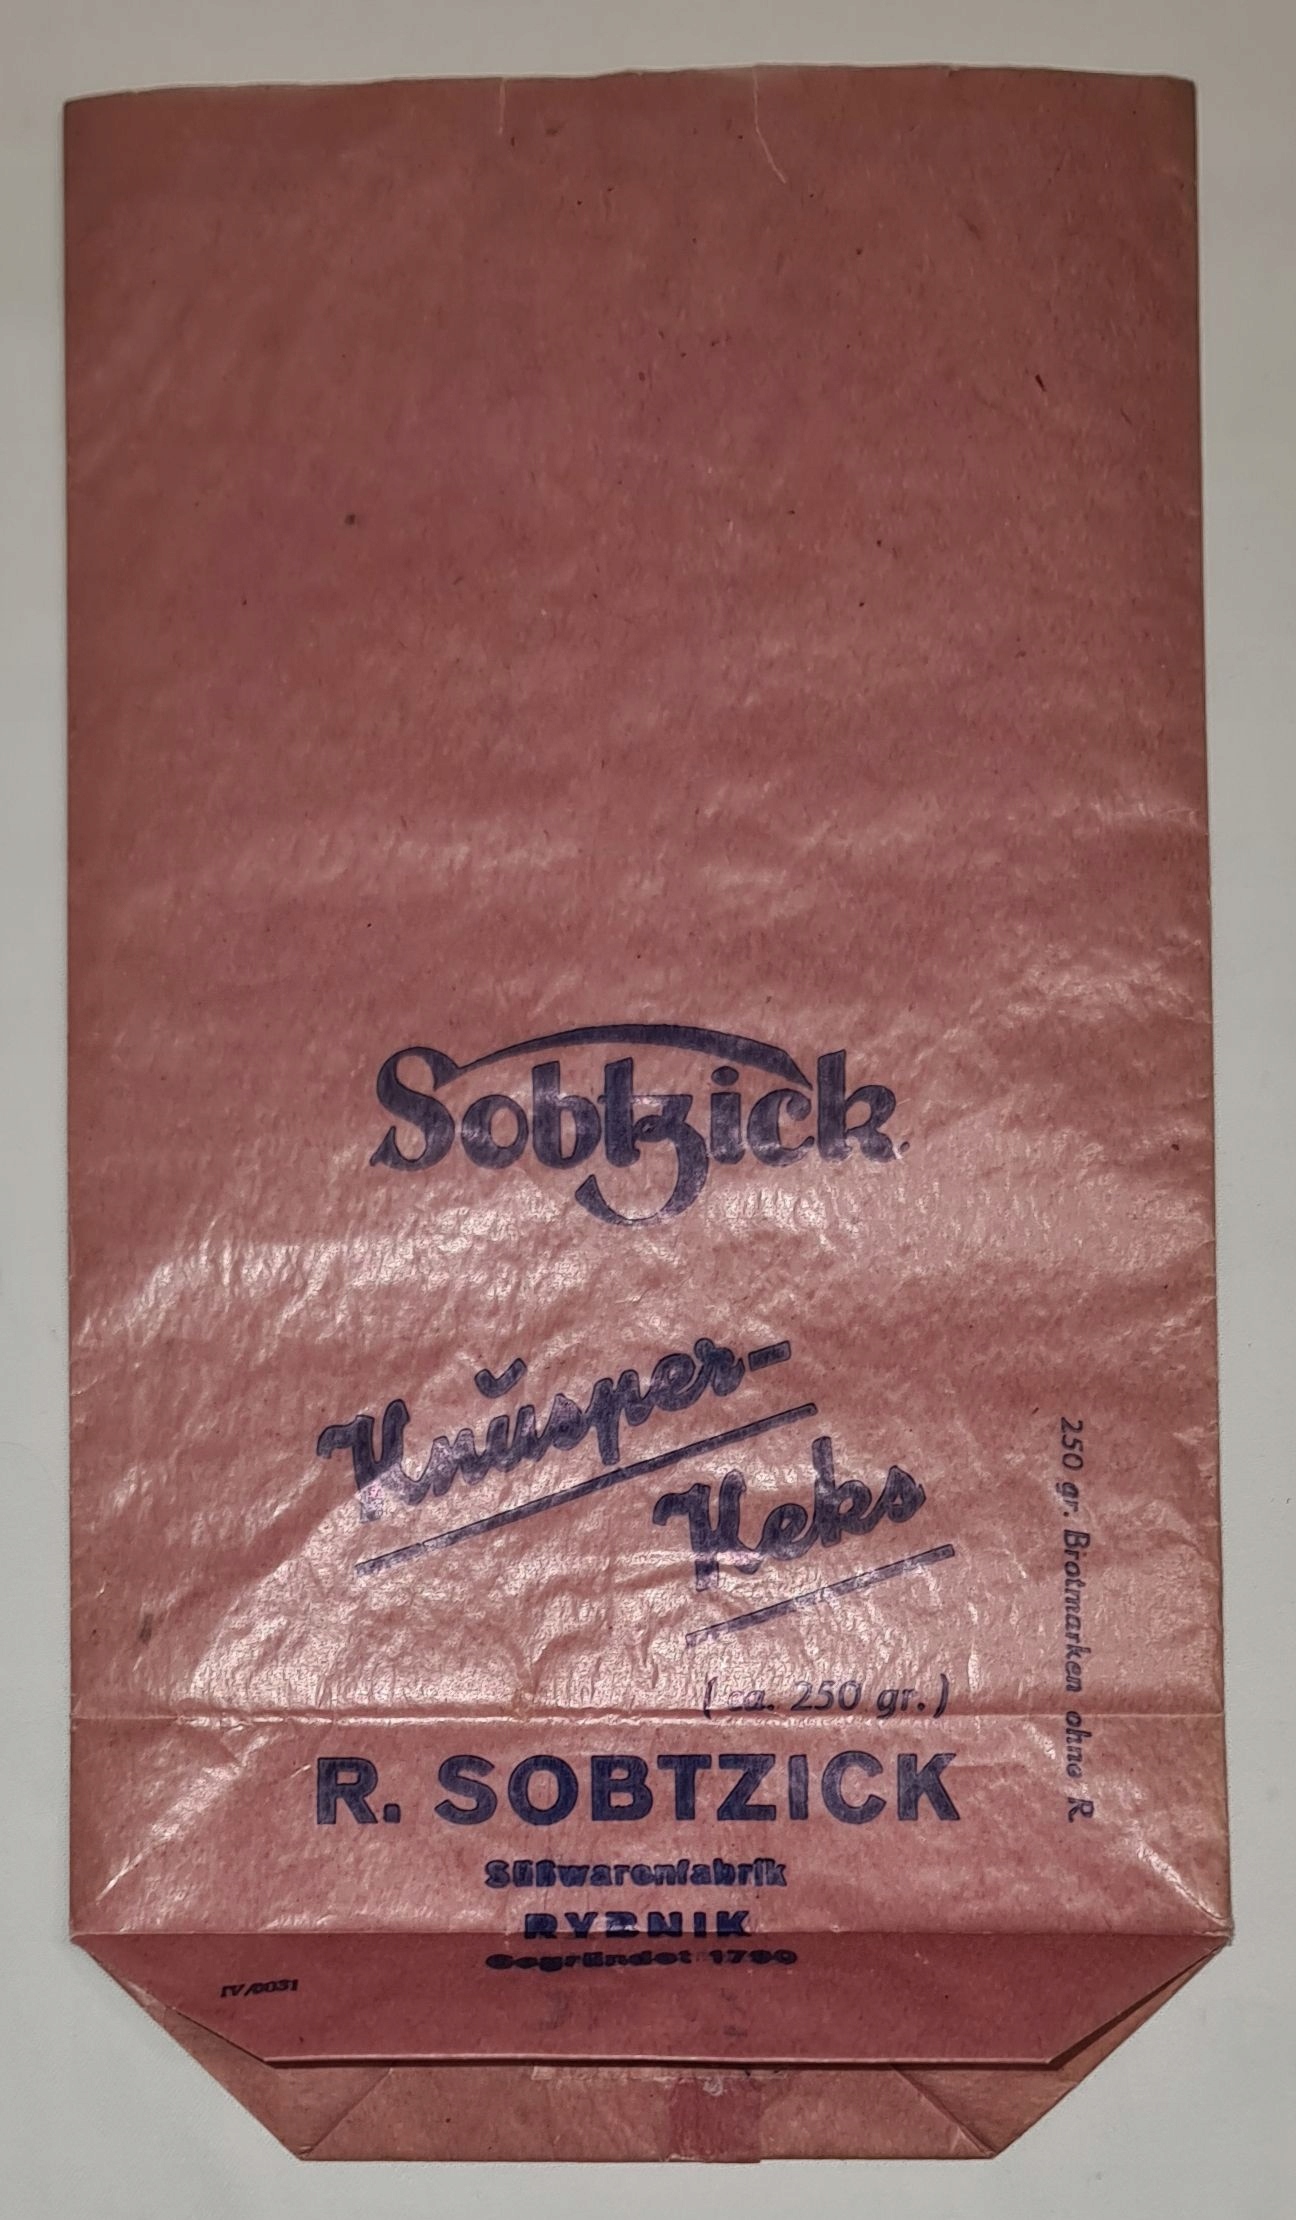 Sobtzick
Knusper-
Keks
(ca. 250 gr.)
250 gr. Brotmarken ohne R
R. SOBTZICK
Süßwarenfabrik
RYBNIK
Gegründet 1790
IV/0031